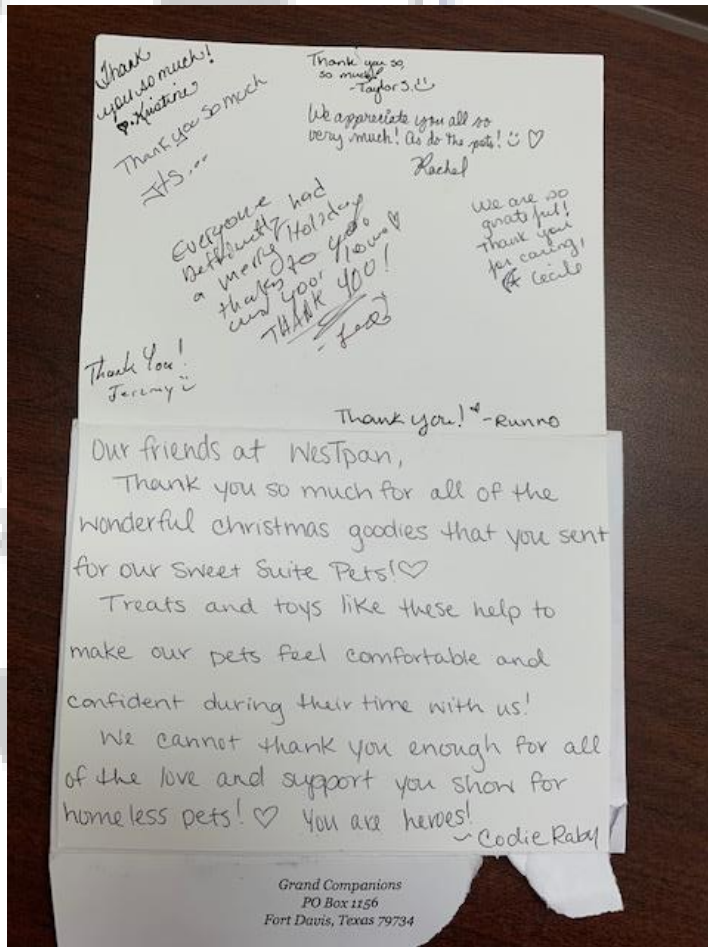 Thank
you so much!
♡-Kristine
Thank you so much
Thank you so,
so much!
-Taylor S. ☺
We appreciate you all so
very much! As do the pets! ☺ ♡
Rachel
Everyone
Deffinatly had
a merry Holiday
thanks to you
and your love ♡
THANK YOU!
We are so
grateful!
Thank you
for caring,
Cecile
Thank You!
Jeremy ☺
Thank you! ♥ -Runno
Our friends at WesTpan,
Thank you so much for all of the
wonderful christmas goodies that you sent
for our Sweet Suite Pets! ♡
Treats and toys like these help to
make our pets feel comfortable and
confident during their time with us!
We cannot thank you enough for all
of the love and support you show for
homeless pets! ♡ You are heroes!
~ Codie Raby
Grand Companions
PO Box 1156
Fort Davis, Texas 79734